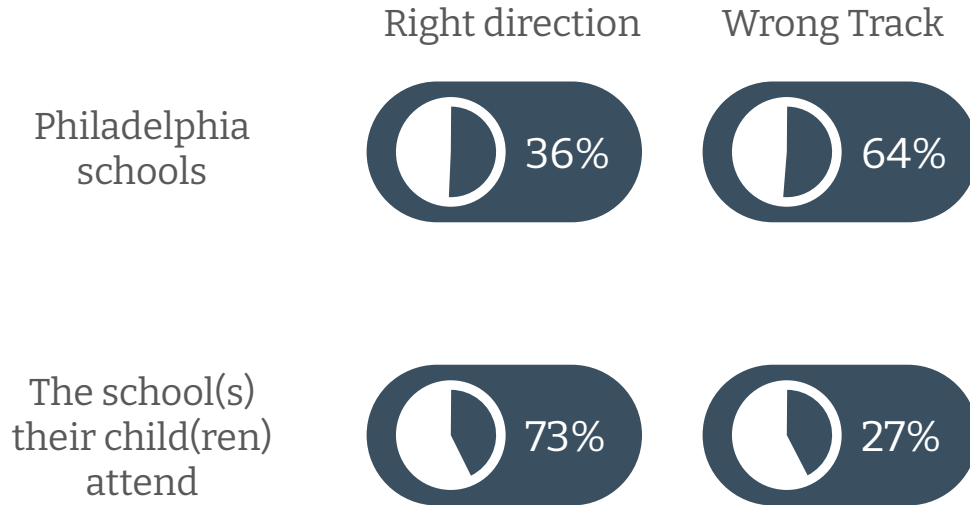 Right direction
Wrong Track
Philadelphia
schools
36%
64%
The school(s)
their child(ren)
attend
73%
27%